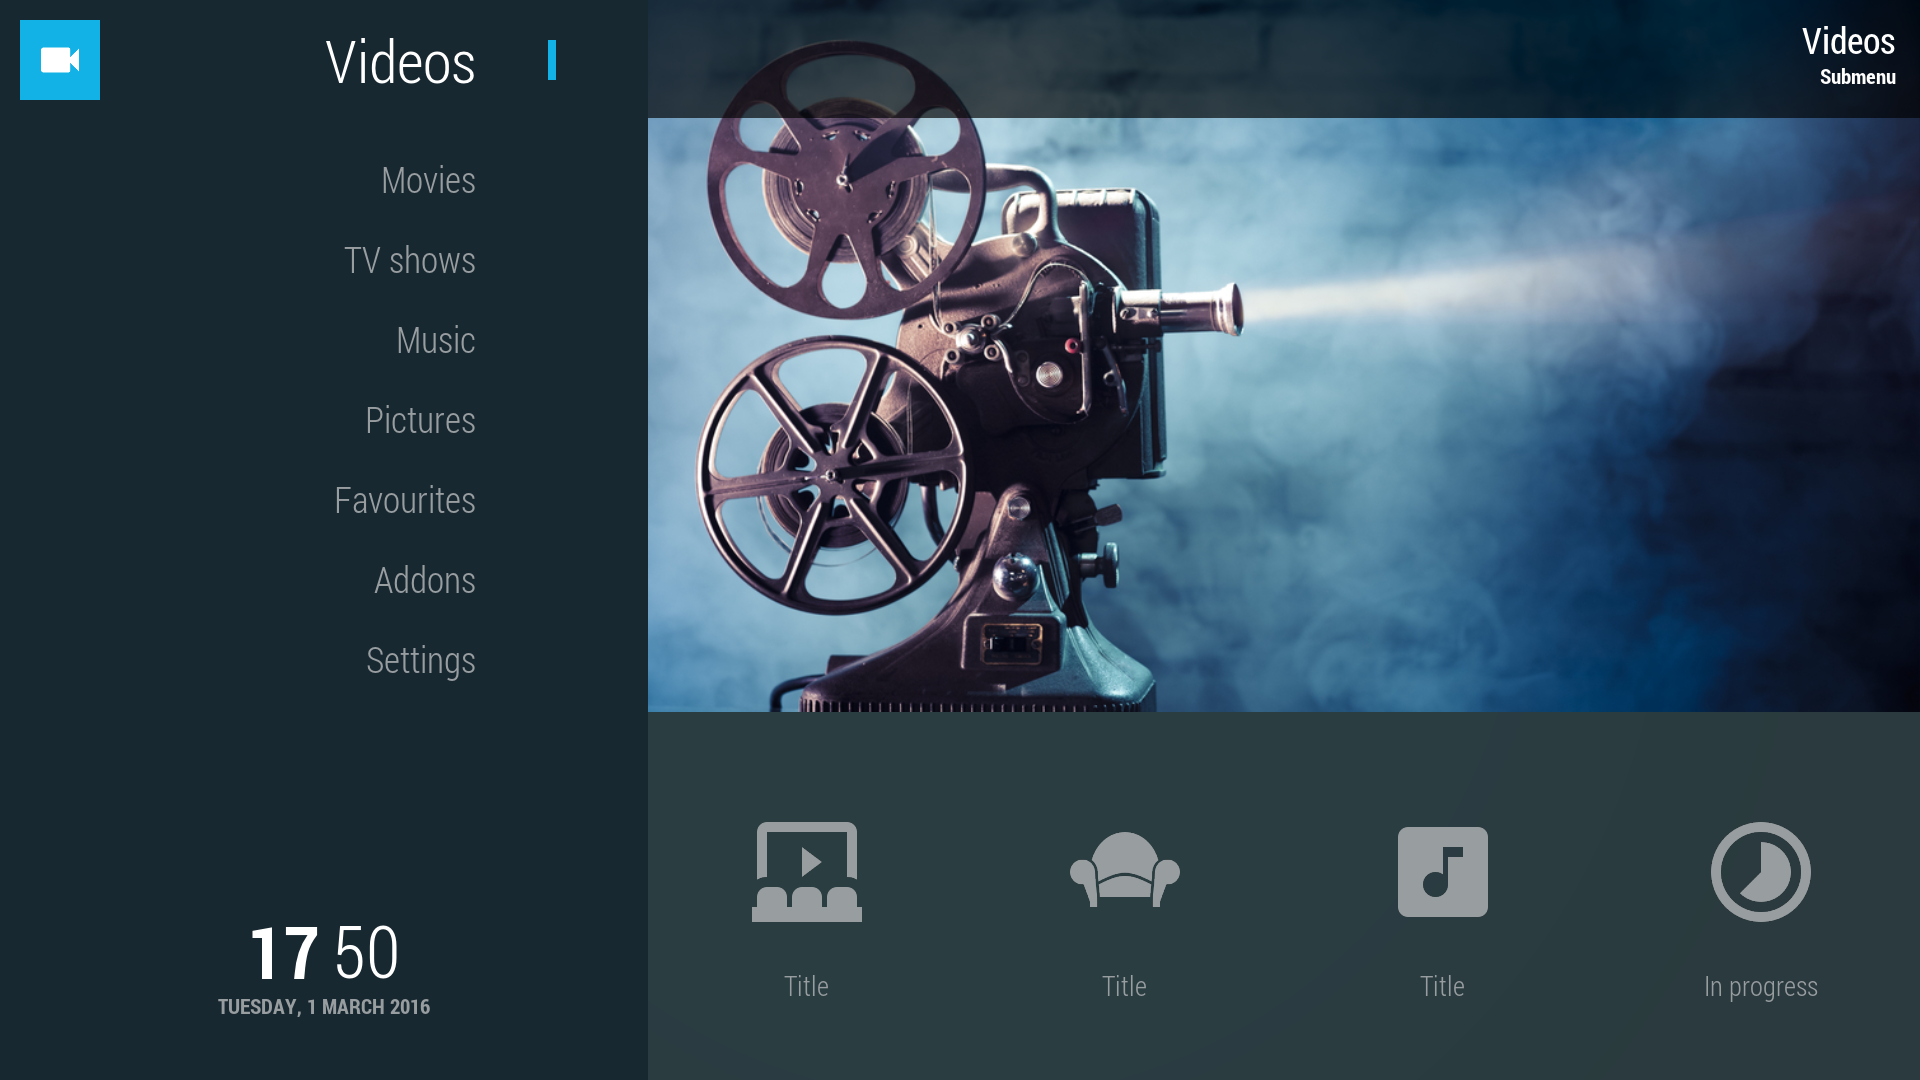 Videos
Movies
TV shows
Music
Pictures
Favourites
Addons
Settings
17 50
TUESDAY, 1 MARCH 2016
Videos
Submenu
Title
Title
Title
In progress